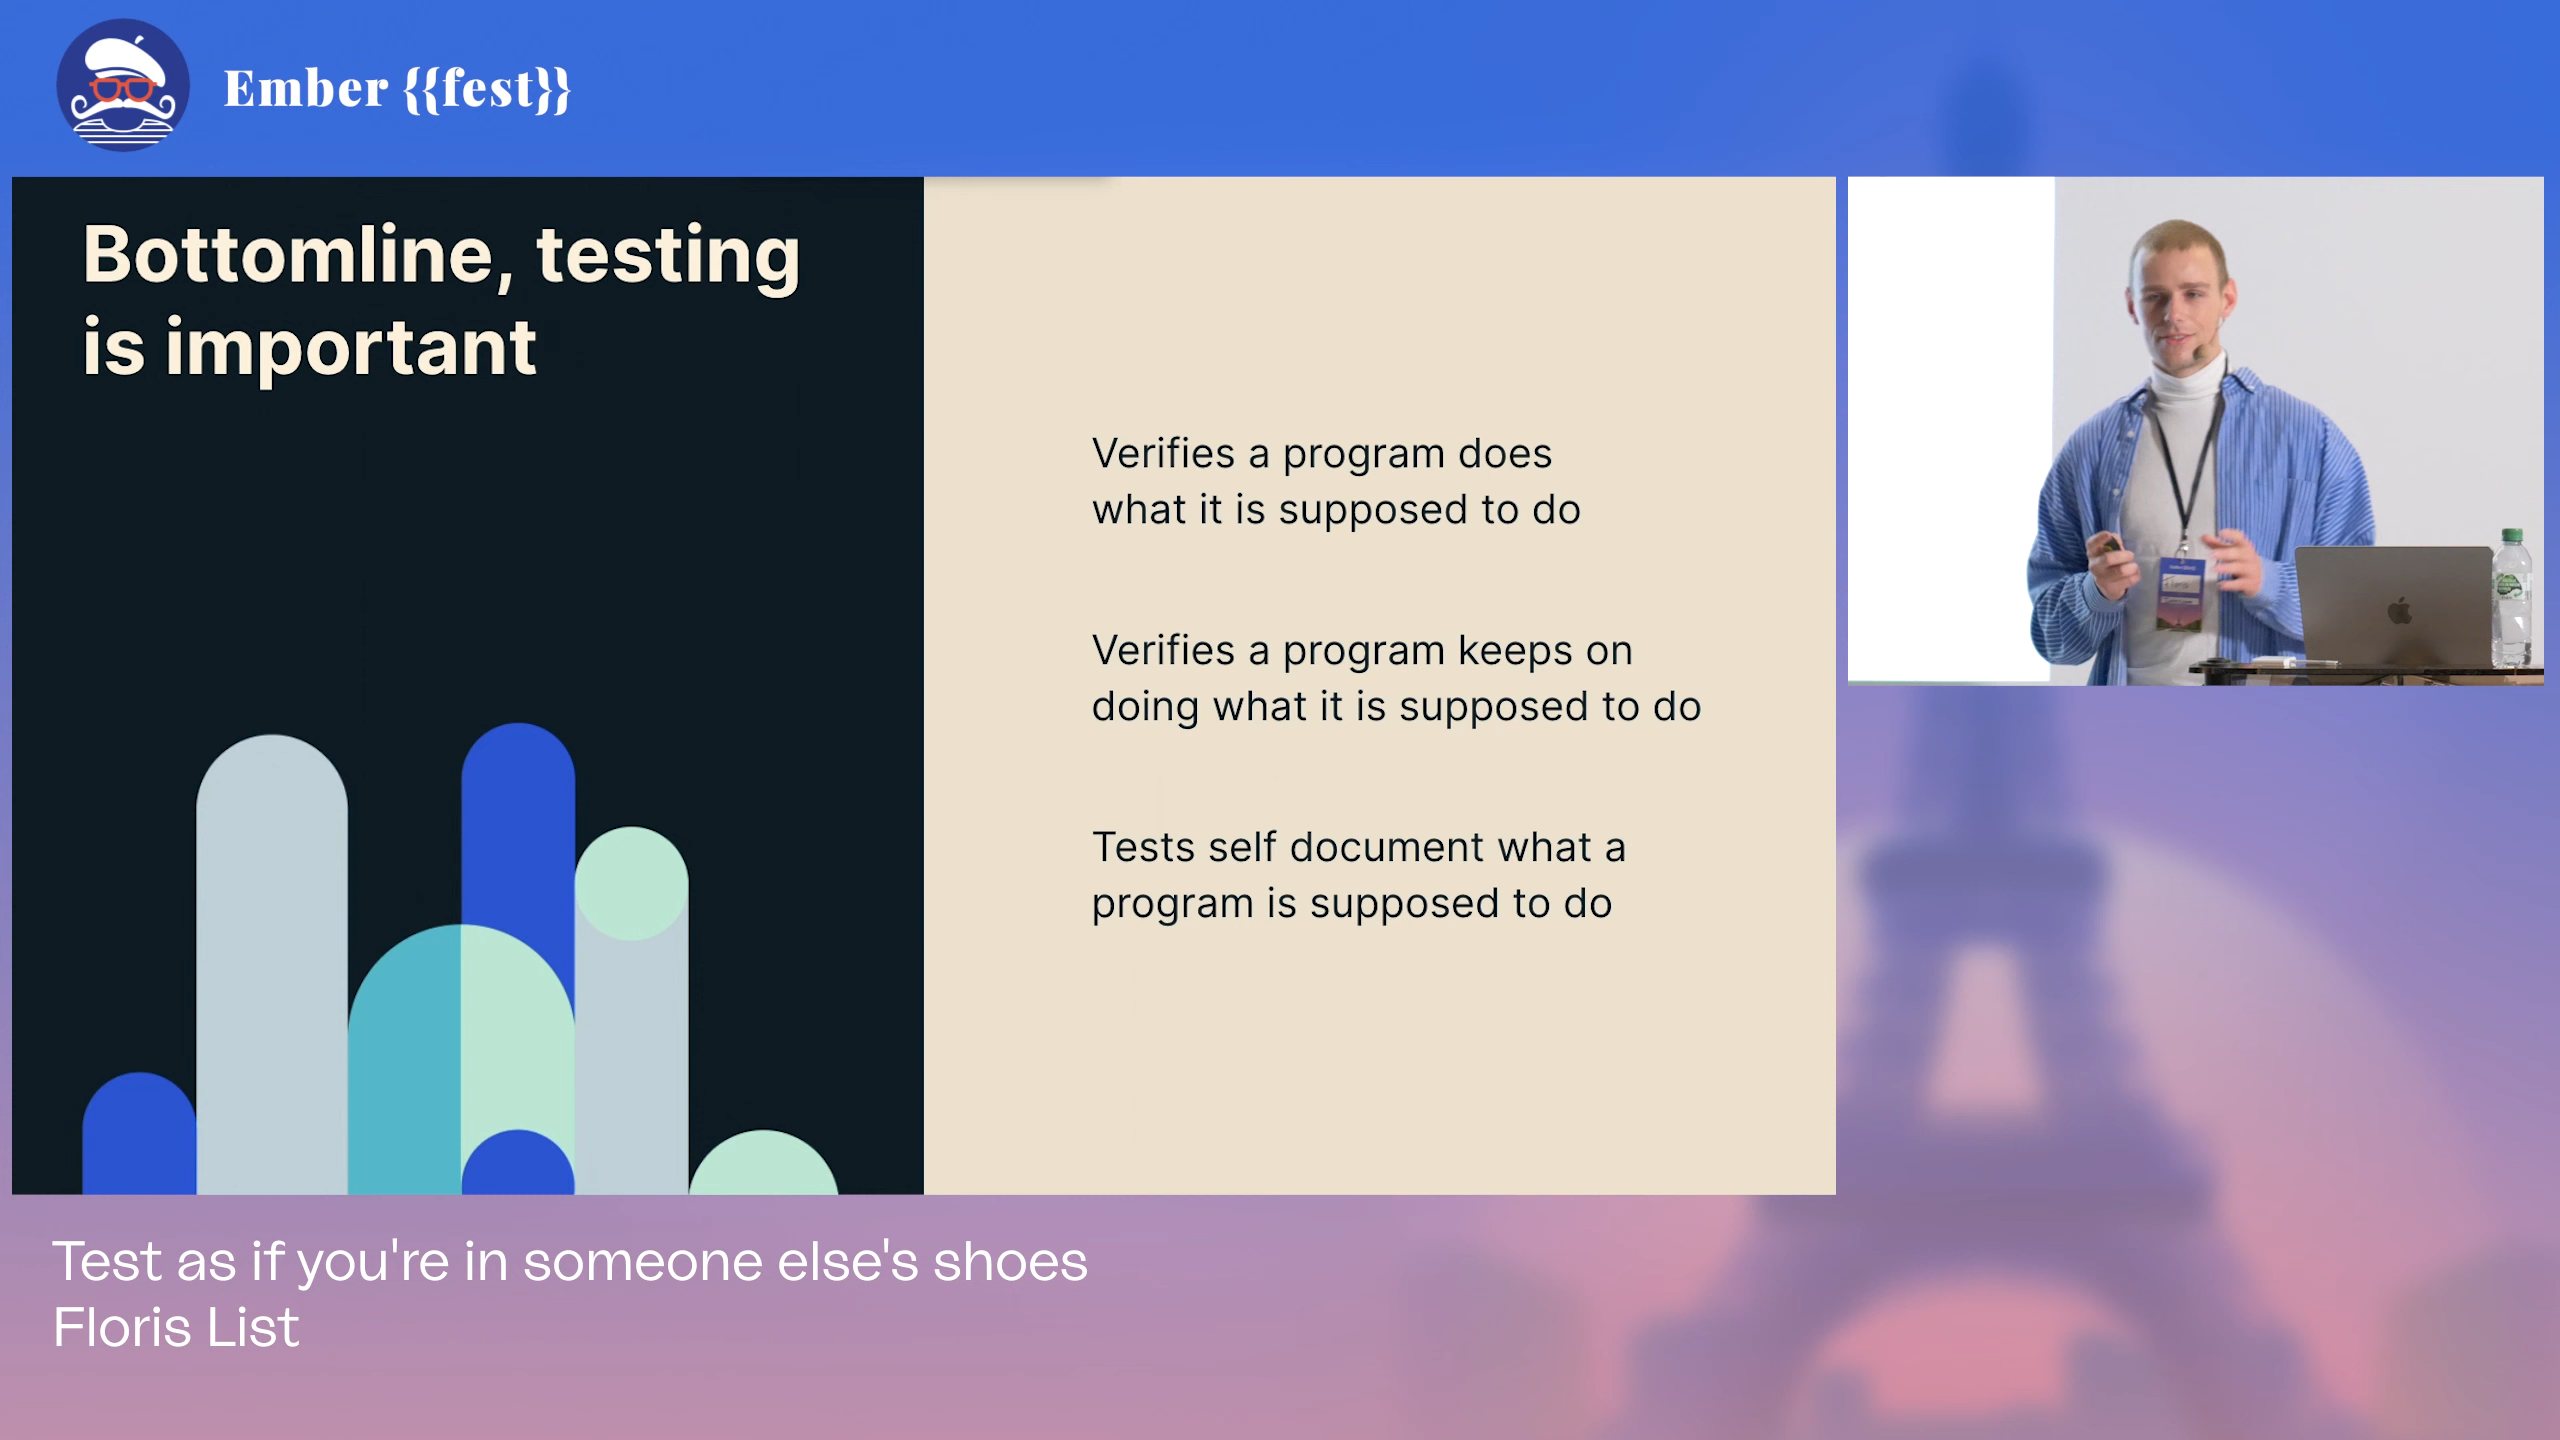 Ember {{fest}}
Bottomline, testing
is important
Verifies a program does
what it is supposed to do
Verifies a program keeps on
doing what it is supposed to do
Tests self document what a
program is supposed to do
Test as if you're in someone else's shoes
Floris List